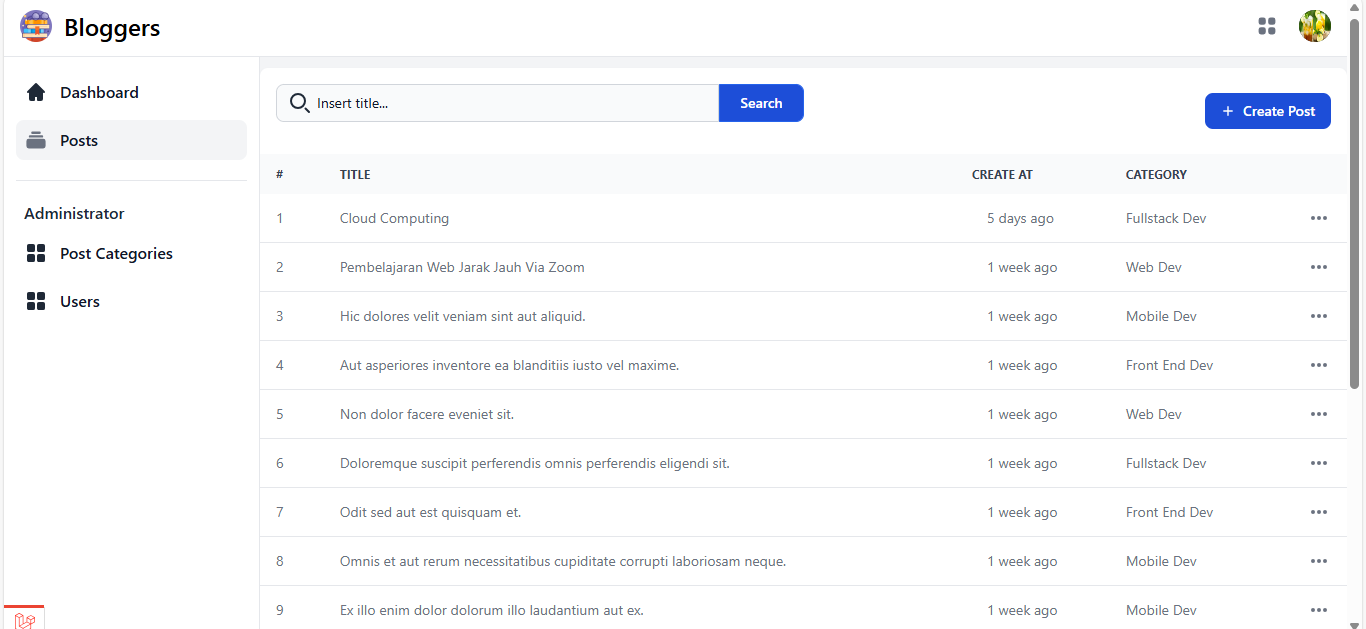 Bloggers
Dashboard
Posts
Administrator
Post Categories
Users
Insert title...
Search
+ Create Post
# TITLE CREATE AT CATEGORY
1 Cloud Computing 5 days ago Fullstack Dev
2 Pembelajaran Web Jarak Jauh Via Zoom 1 week ago Web Dev
3 Hic dolores velit veniam sint aut aliquid. 1 week ago Mobile Dev
4 Aut asperiores inventore ea blanditiis iusto vel maxime. 1 week ago Front End Dev
5 Non dolor facere eveniet sit. 1 week ago Web Dev
6 Doloremque suscipit perferendis omnis perferendis eligendi sit. 1 week ago Fullstack Dev
7 Odit sed aut est quisquam et. 1 week ago Front End Dev
8 Omnis et aut rerum necessitatibus cupiditate corrupti laboriosam neque. 1 week ago Mobile Dev
9 Ex illo enim dolor dolorum illo laudantium aut ex. 1 week ago Mobile Dev